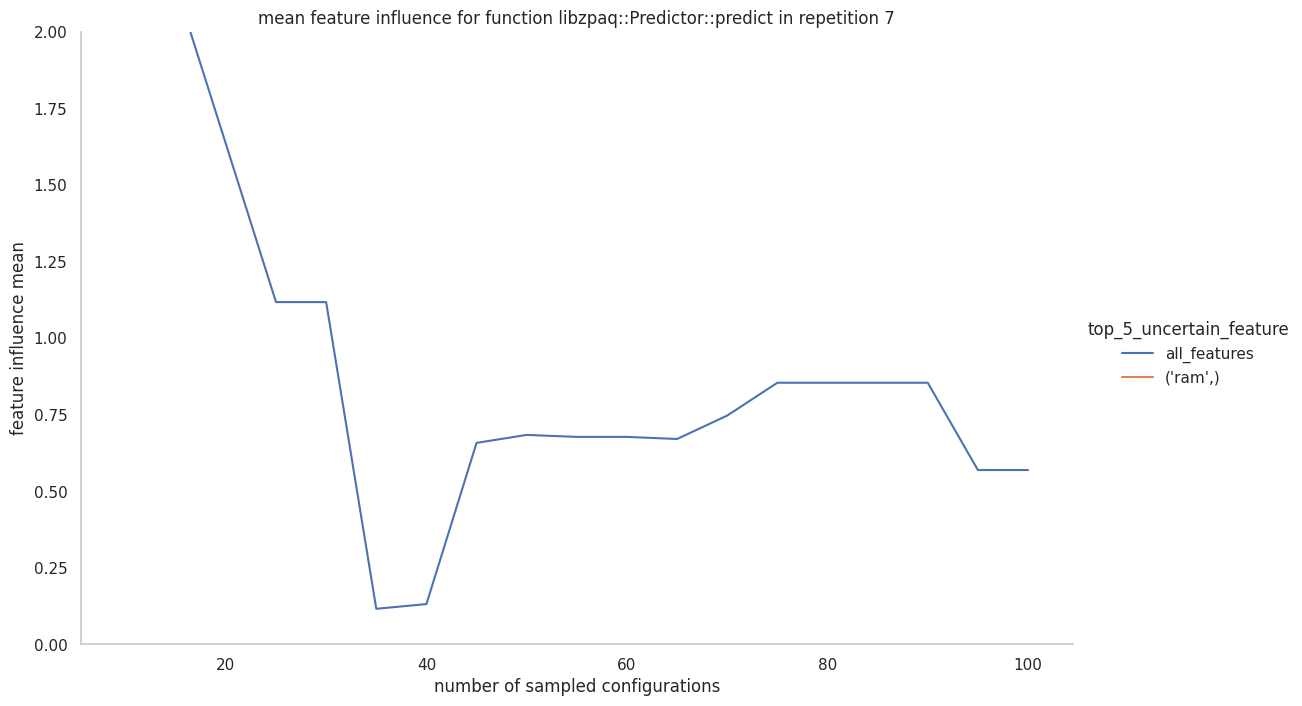 mean feature influence for function libzpaq::Predictor::predict in repetition 7
2.00
1.75
1.50
1.25
1.00
0.75
0.50
0.25
0.00
feature influence mean
20 40 60 80 100
number of sampled configurations
top_5_uncertain_feature
all_features
('ram',)